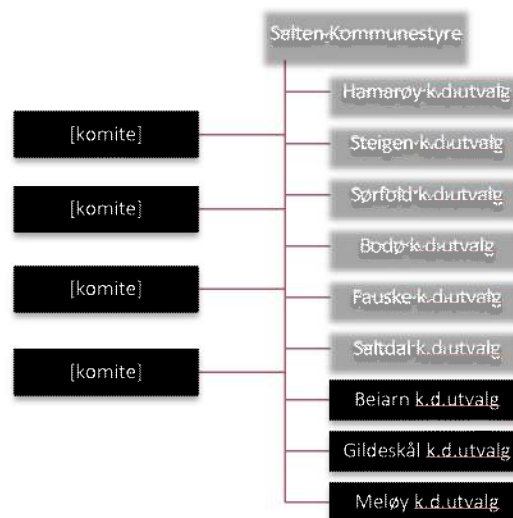 Salten-Kommunestyre
Hamarøy k.d.utvalg
[komite]
Steigen k.d.utvalg
Sørfold k.d.utvalg
[komite]
Bodø k.d.utvalg
[komite]
Fauske k.d.utvalg
Saltdal k.d.utvalg
[komite]
Beiarn k.d.utvalg
Gildeskål k.d.utvalg
Meløy k.d.utvalg